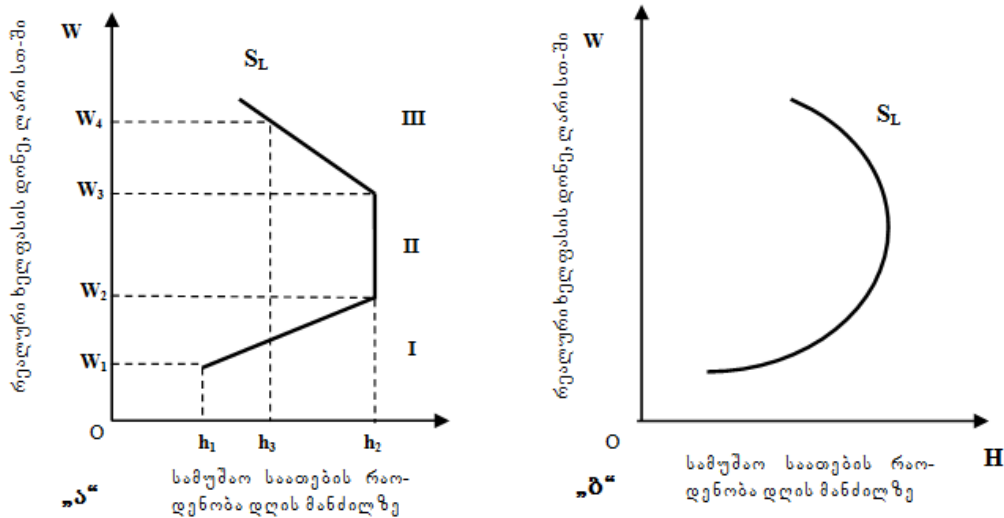 W
S_L
W₄
III
W₃
II
W₂
I
W₁
O
h₁
h₃
h₂
რეალური ხელფასის დონე, ლარი სთ-ში
სამუშაო საათების რაო-
დენობა დღის მანძილზე
„ა“
W
S_L
რეალური ხელფასის დონე, ლარი სთ-ში
O
H
სამუშაო საათების რაო-
დენობა დღის მანძილზე
„ბ“